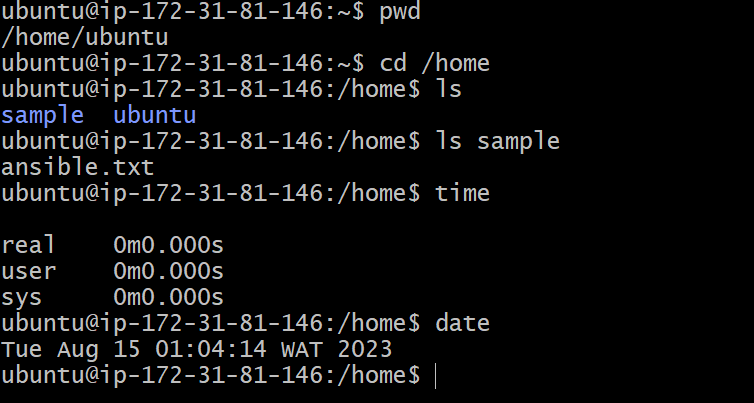 ubuntu@ip-172-31-81-146:~$ pwd
/home/ubuntu
ubuntu@ip-172-31-81-146:~$ cd /home
ubuntu@ip-172-31-81-146:/home$ ls
sample  ubuntu
ubuntu@ip-172-31-81-146:/home$ ls sample
ansible.txt
ubuntu@ip-172-31-81-146:/home$ time
real    0m0.000s
user    0m0.000s
sys     0m0.000s
ubuntu@ip-172-31-81-146:/home$ date
Tue Aug 15 01:04:14 WAT 2023
ubuntu@ip-172-31-81-146:/home$